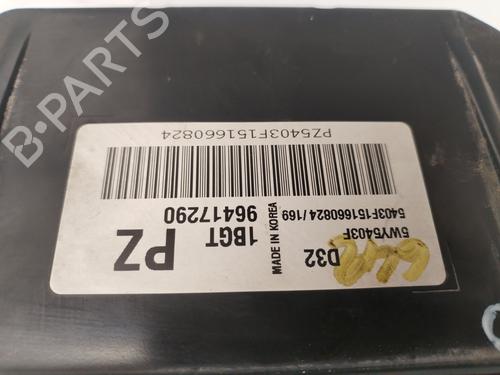 PZ5403F151660824
5WY5403F
5403F151660824/169
D32
MADE IN KOREA
1BGT
96417290
PZ
B-PARTS